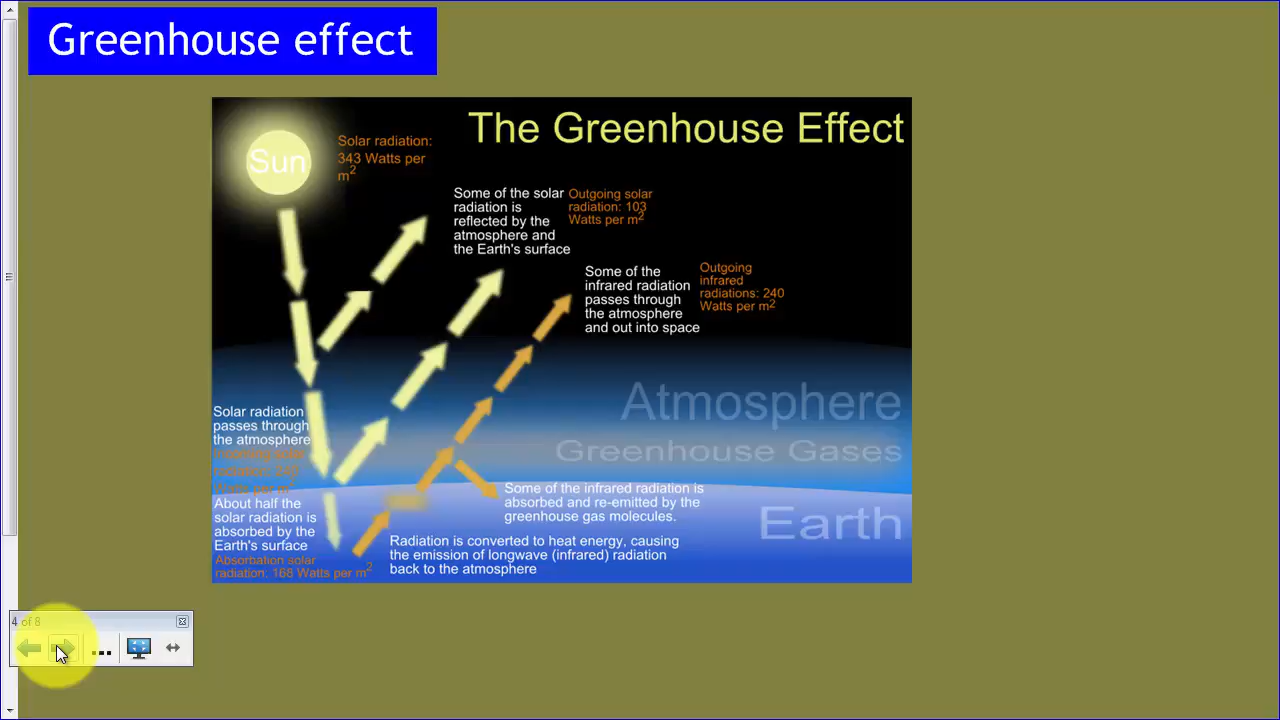 Greenhouse effect
The Greenhouse Effect
Sun
Solar radiation:
343 Watts per
m2
Some of the solar
radiation is
reflected by the
atmosphere and
the Earth's surface
Outgoing solar
radiation: 103
Watts per m2
Some of the
infrared radiation
passes through
the atmosphere
and out into space
Outgoing
infrared
radiations: 240
Watts per m2
Atmosphere
Greenhouse Gases
Earth
Solar radiation
passes through
the atmosphere
Incoming solar
radiation: 240
Watts per m2
About half the
solar radiation is
absorbed by the
Earth's surface
Absorbation solar
radiation: 168 Watts per m2
Some of the infrared radiation is
absorbed and re-emitted by the
greenhouse gas molecules.
Radiation is converted to heat energy, causing
the emission of longwave (infrared) radiation
back to the atmosphere
4 of 8